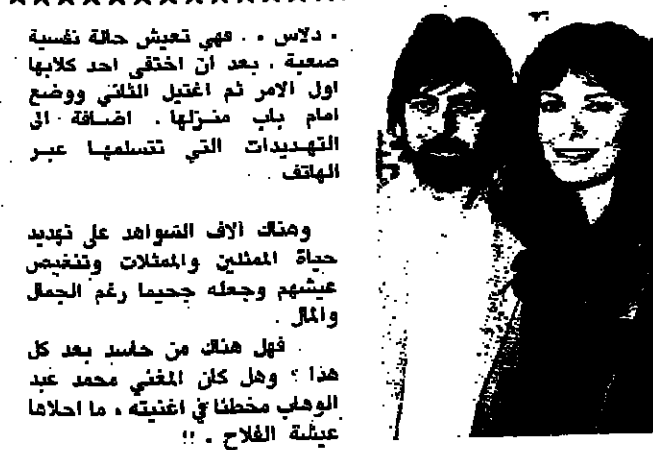 . دلاس . . فهي تعيش حالة نفسية
صعبة . بعد أن اختفى احد كلابها
اول الامر ثم اغتيل الثاني ووضع
امام باب منزلها . اضافة الى
التهديدات التي تتسلمها عبر
الهاتف .
وهناك آلاف الشواهد على تهديد
حياة الممثلين والممثلات وتنغيص
عيشهم وجعله جحيما رغم الجمال
والمال .
فهل هناك من حاسد بعد كل
هذا ؟ وهل كان المغني محمد عبد
الوهاب مخطئا في اغنيته ، ما احلاها
عيشة الفلاح . !!